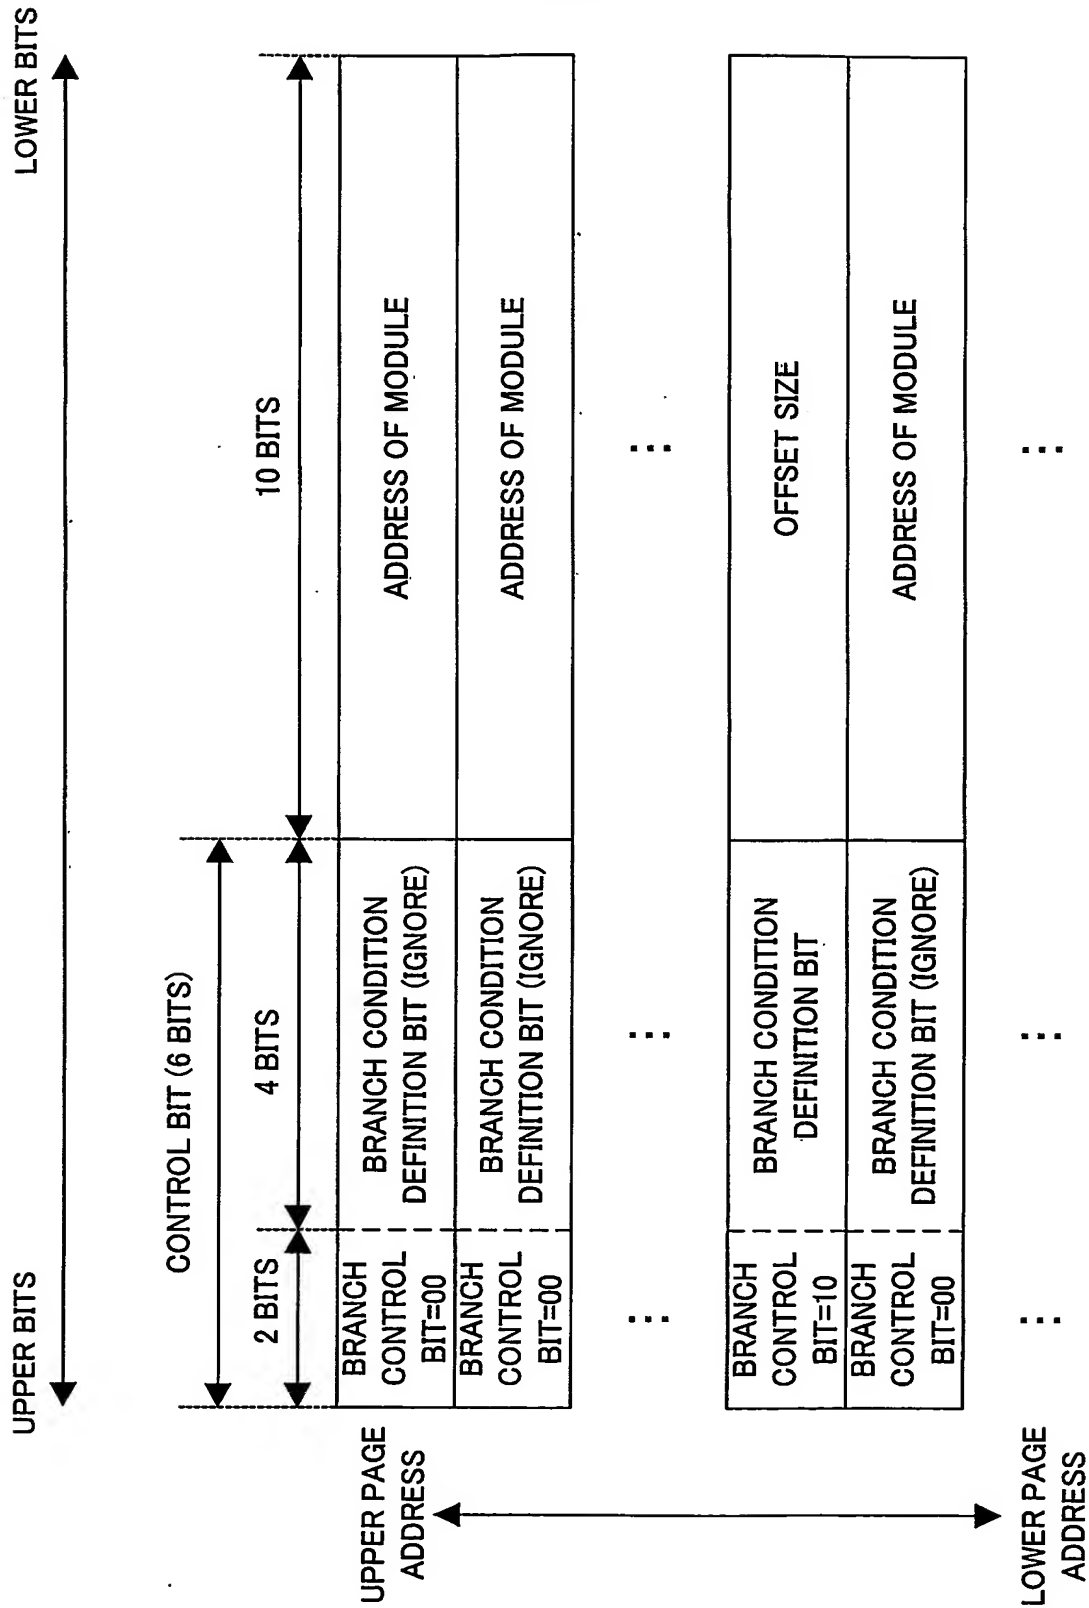 UPPER BITS
LOWER BITS
CONTROL BIT (6 BITS)
2 BITS
4 BITS
10 BITS
UPPER PAGE
ADDRESS
BRANCH
CONTROL
BIT=00
BRANCH CONDITION
DEFINITION BIT (IGNORE)
ADDRESS OF MODULE
BRANCH
CONTROL
BIT=00
BRANCH CONDITION
DEFINITION BIT (IGNORE)
ADDRESS OF MODULE
...
...
...
BRANCH
CONTROL
BIT=10
BRANCH CONDITION
DEFINITION BIT
OFFSET SIZE
BRANCH
CONTROL
BIT=00
BRANCH CONDITION
DEFINITION BIT (IGNORE)
ADDRESS OF MODULE
LOWER PAGE
ADDRESS
...
...
...